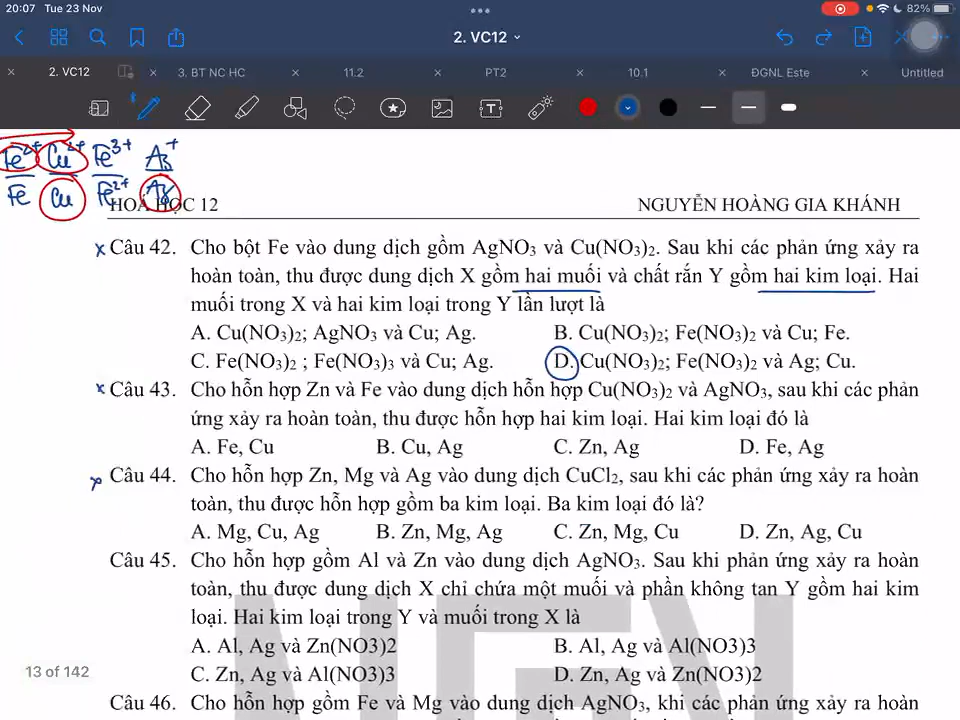 20:07 Tue 23 Nov 82%
2. VC12
2. VC12 3. BT NC HC 11.2 PT2 10.1 ĐGNL Este Untitled
Fe²⁺ Cu²⁺ Fe³⁺ Ag⁺
Fe Cu Fe²⁺ Ag
HOÁ HỌC 12 NGUYỄN HOÀNG GIA KHÁNH
x Câu 42. Cho bột Fe vào dung dịch gồm AgNO₃ và Cu(NO₃)₂. Sau khi các phản ứng xảy ra
hoàn toàn, thu được dung dịch X gồm hai muối và chất rắn Y gồm hai kim loại. Hai
muối trong X và hai kim loại trong Y lần lượt là
A. Cu(NO₃)₂; AgNO₃ và Cu; Ag. B. Cu(NO₃)₂; Fe(NO₃)₂ và Cu; Fe.
C. Fe(NO₃)₂ ; Fe(NO₃)₃ và Cu; Ag. D. Cu(NO₃)₂; Fe(NO₃)₂ và Ag; Cu.
x Câu 43. Cho hỗn hợp Zn và Fe vào dung dịch hỗn hợp Cu(NO₃)₂ và AgNO₃, sau khi các phản
ứng xảy ra hoàn toàn, thu được hỗn hợp hai kim loại. Hai kim loại đó là
A. Fe, Cu B. Cu, Ag C. Zn, Ag D. Fe, Ag
x Câu 44. Cho hỗn hợp Zn, Mg và Ag vào dung dịch CuCl₂, sau khi các phản ứng xảy ra hoàn
toàn, thu được hỗn hợp gồm ba kim loại. Ba kim loại đó là?
A. Mg, Cu, Ag B. Zn, Mg, Ag C. Zn, Mg, Cu D. Zn, Ag, Cu
Câu 45. Cho hỗn hợp gồm Al và Zn vào dung dịch AgNO₃. Sau khi phản ứng xảy ra hoàn
toàn, thu được dung dịch X chỉ chứa một muối và phần không tan Y gồm hai kim
loại. Hai kim loại trong Y và muối trong X là
A. Al, Ag và Zn(NO3)2 B. Al, Ag và Al(NO3)3
C. Zn, Ag và Al(NO3)3 D. Zn, Ag và Zn(NO3)2
13 of 142
Câu 46. Cho hỗn hợp gồm Fe và Mg vào dung dịch AgNO₃, khi các phản ứng xảy ra hoàn